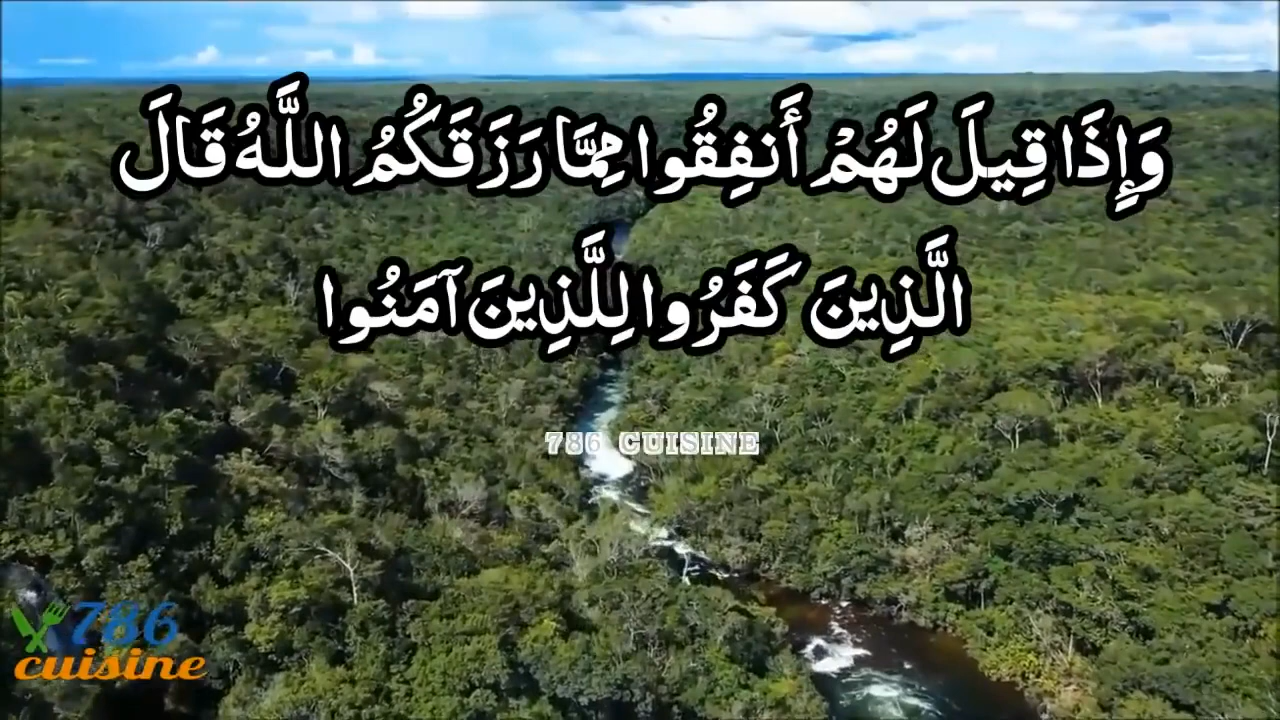 وَإِذَا قِيلَ لَهُمْ أَنفِقُوا مِمَّا رَزَقَكُمُ اللَّهُ قَالَ
الَّذِينَ كَفَرُوا لِلَّذِينَ آمَنُوا
786 CUISINE
786
cuisine